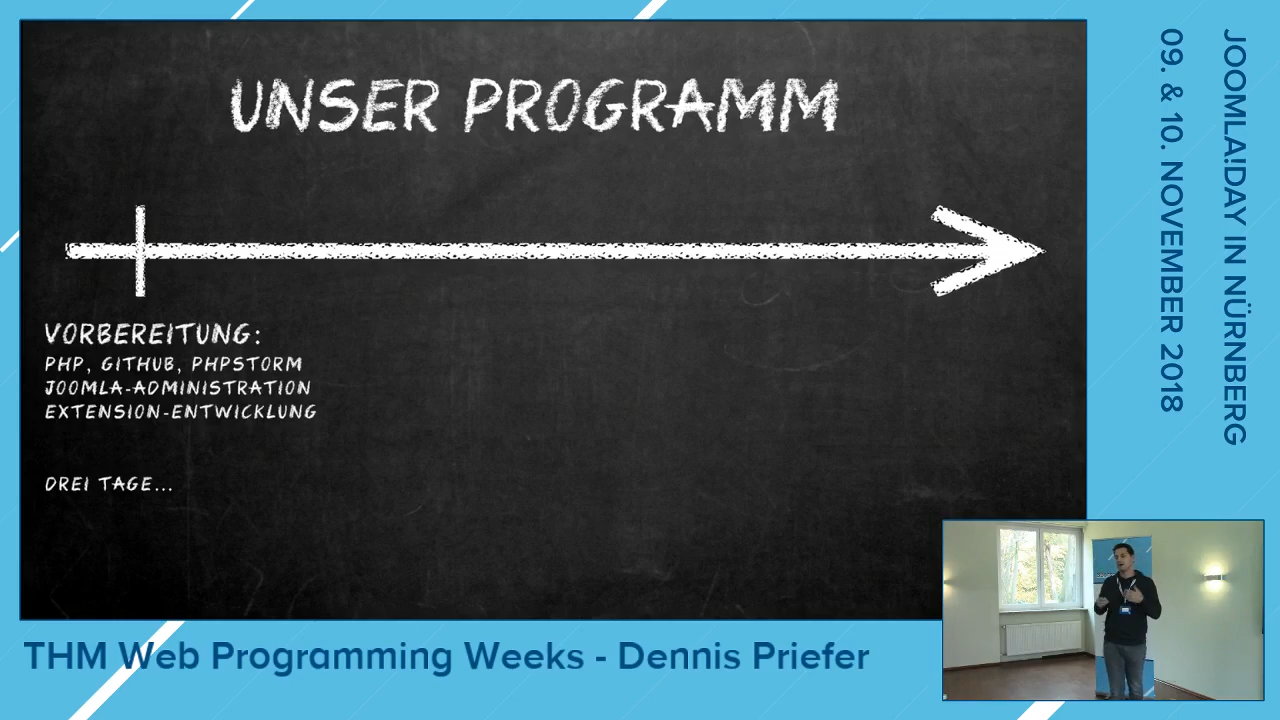 UNSER PROGRAMM
VORBEREITUNG:
PHP, GITHUB, PHPSTORM
JOOMLA-ADMINISTRATION
EXTENSION-ENTWICKLUNG
DREI TAGE...
JOOMLA!DAY IN NÜRNBERG
09. & 10. NOVEMBER 2018
THM Web Programming Weeks - Dennis Priefer